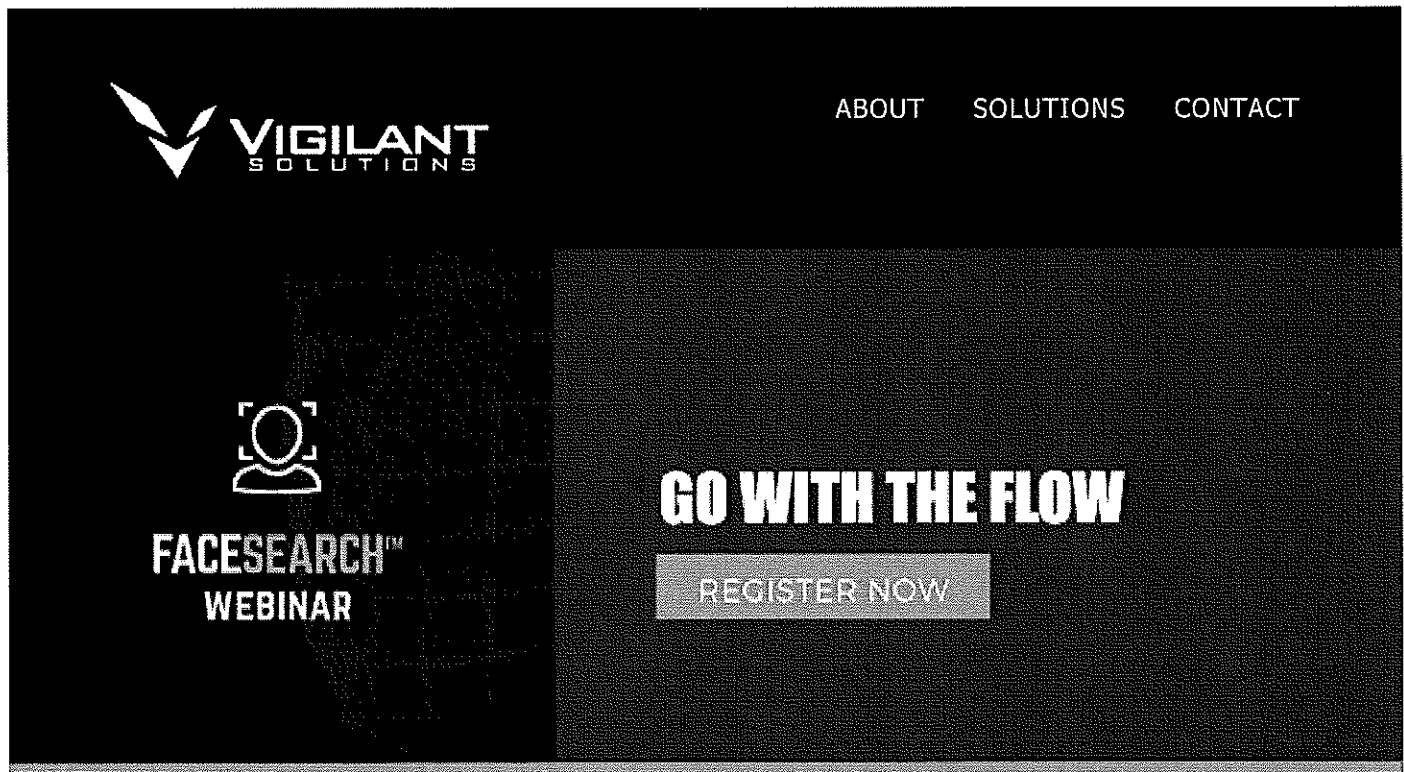 VIGILANT
SOLUTIONS
ABOUT SOLUTIONS CONTACT
FACESEARCH™
WEBINAR
GO WITH THE FLOW
REGISTER NOW